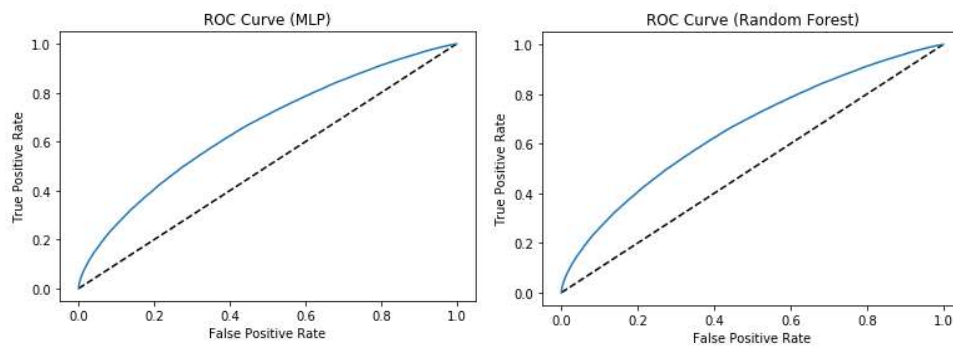 ROC Curve (MLP)
1.0
0.8
0.6
0.4
0.2
0.0
True Positive Rate
0.0 0.2 0.4 0.6 0.8 1.0
False Positive Rate
ROC Curve (Random Forest)
1.0
0.8
0.6
0.4
0.2
0.0
True Positive Rate
0.0 0.2 0.4 0.6 0.8 1.0
False Positive Rate